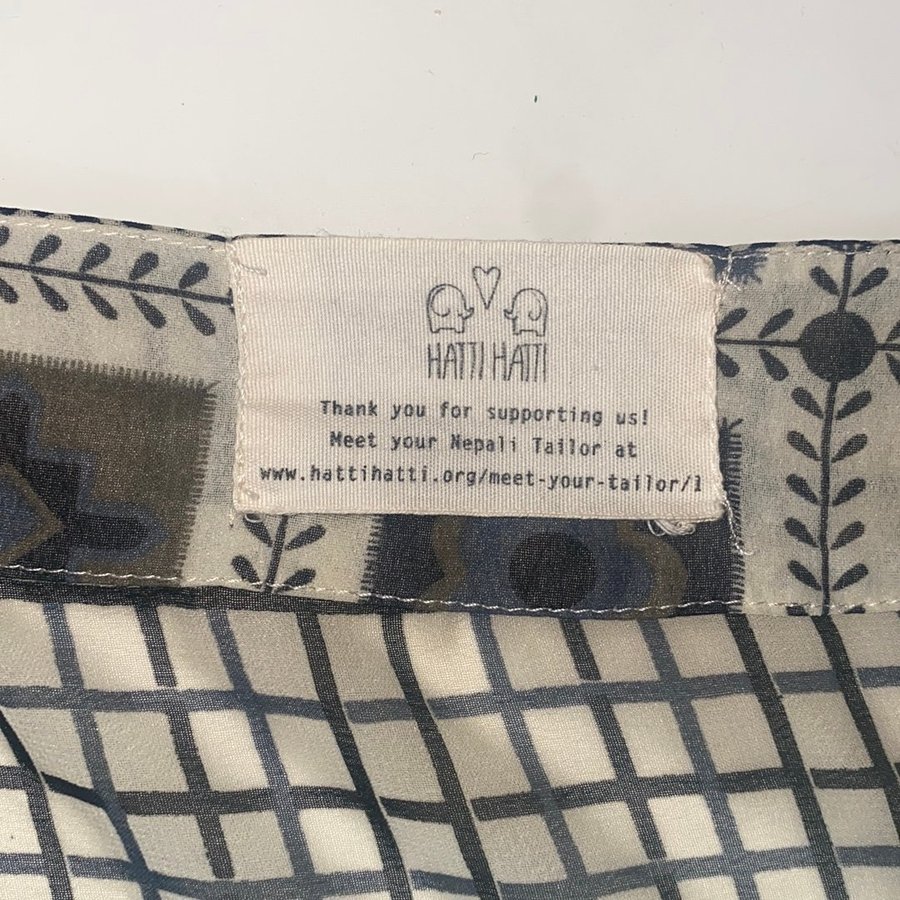 HATTI HATTI
Thank you for supporting us!
Meet your Nepali Tailor at
www.hattihatti.org/meet-your-tailor/1